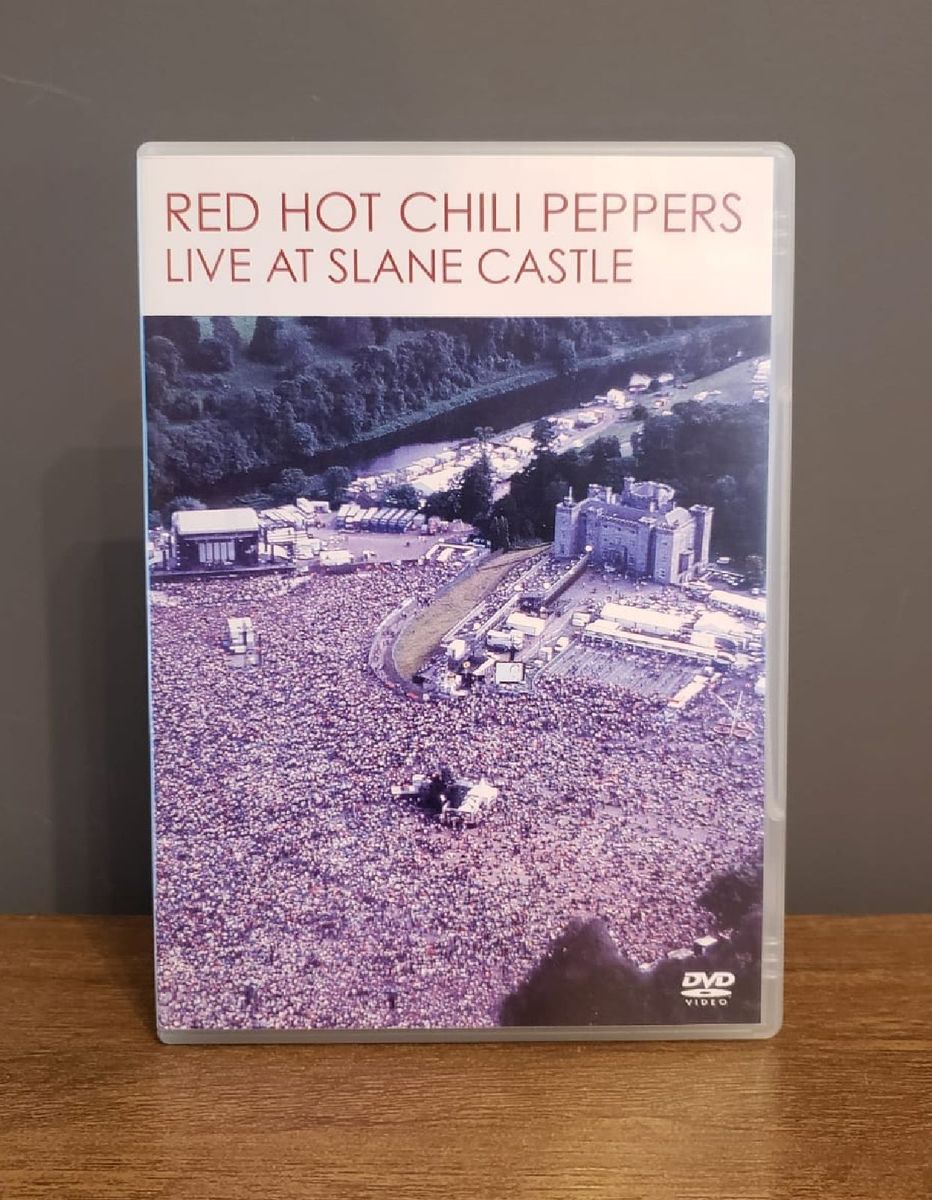 RED HOT CHILI PEPPERS
LIVE AT SLANE CASTLE
DVD
VIDEO